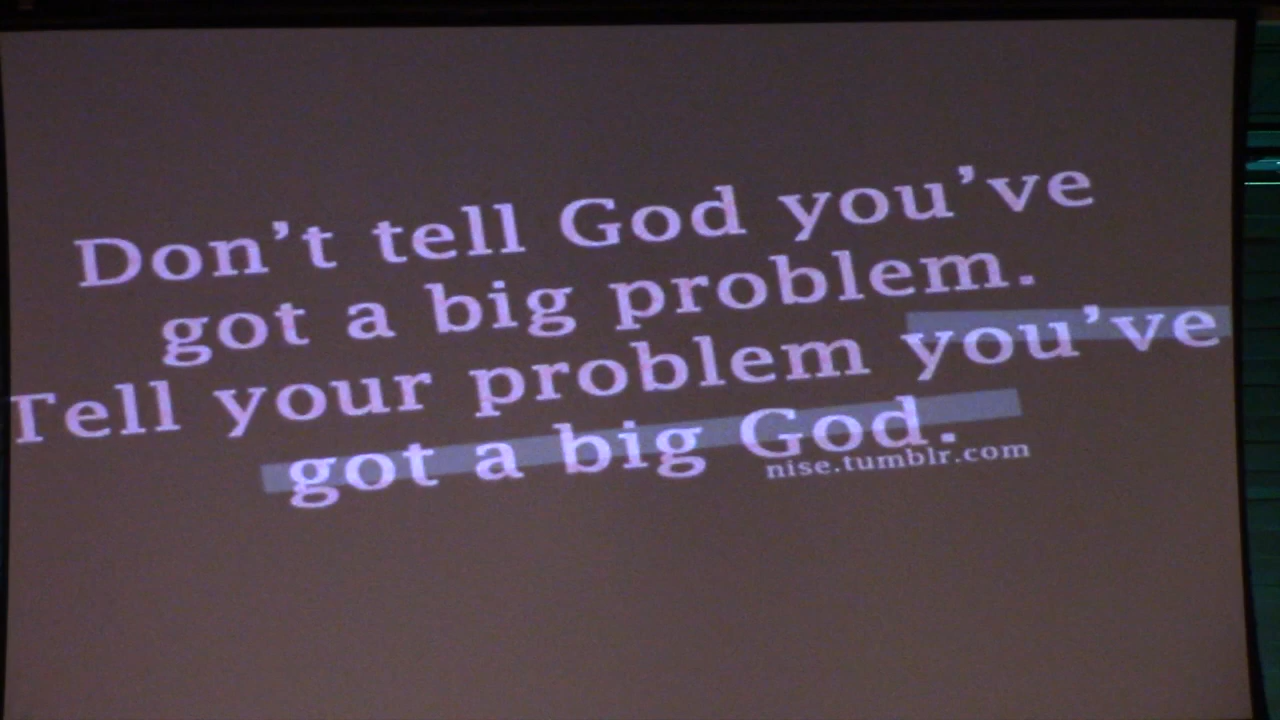 Don't tell God you've
got a big problem.
Tell your problem you've
got a big God.
nise.tumblr.com